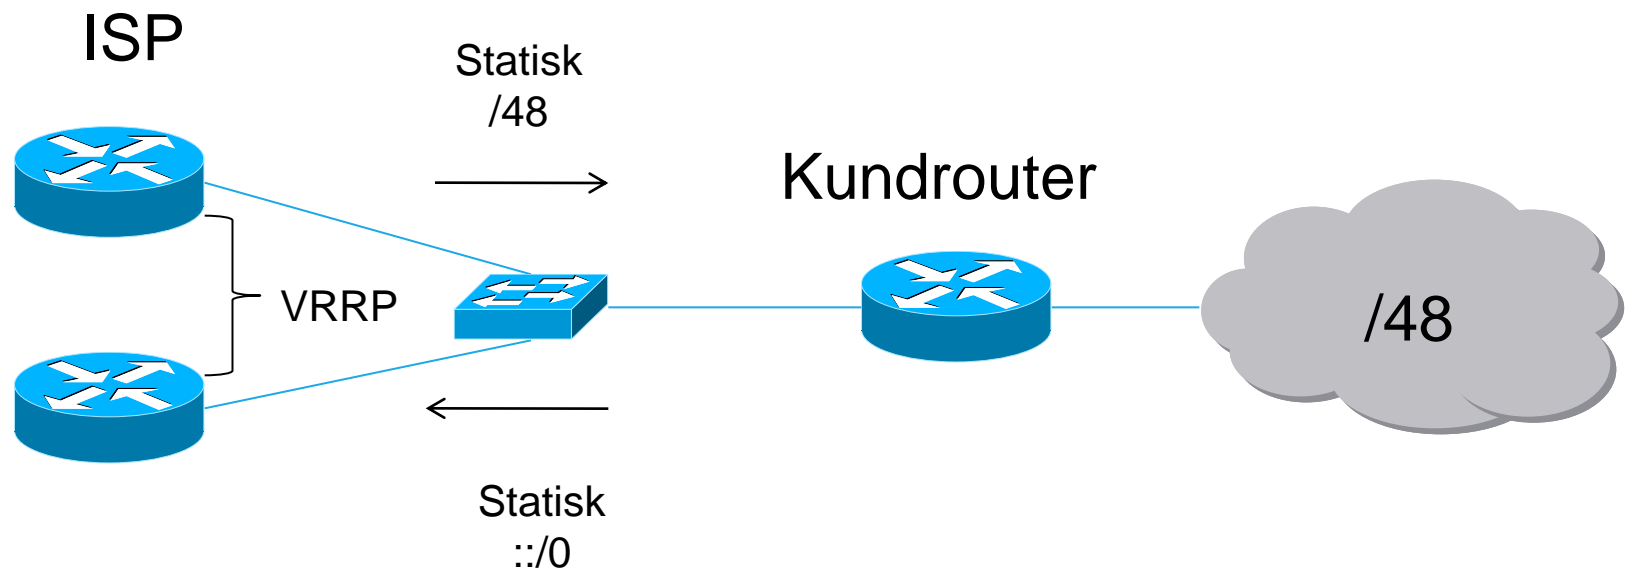 ISP
Statisk
/48
Kundrouter
VRRP
/48
Statisk
::/0